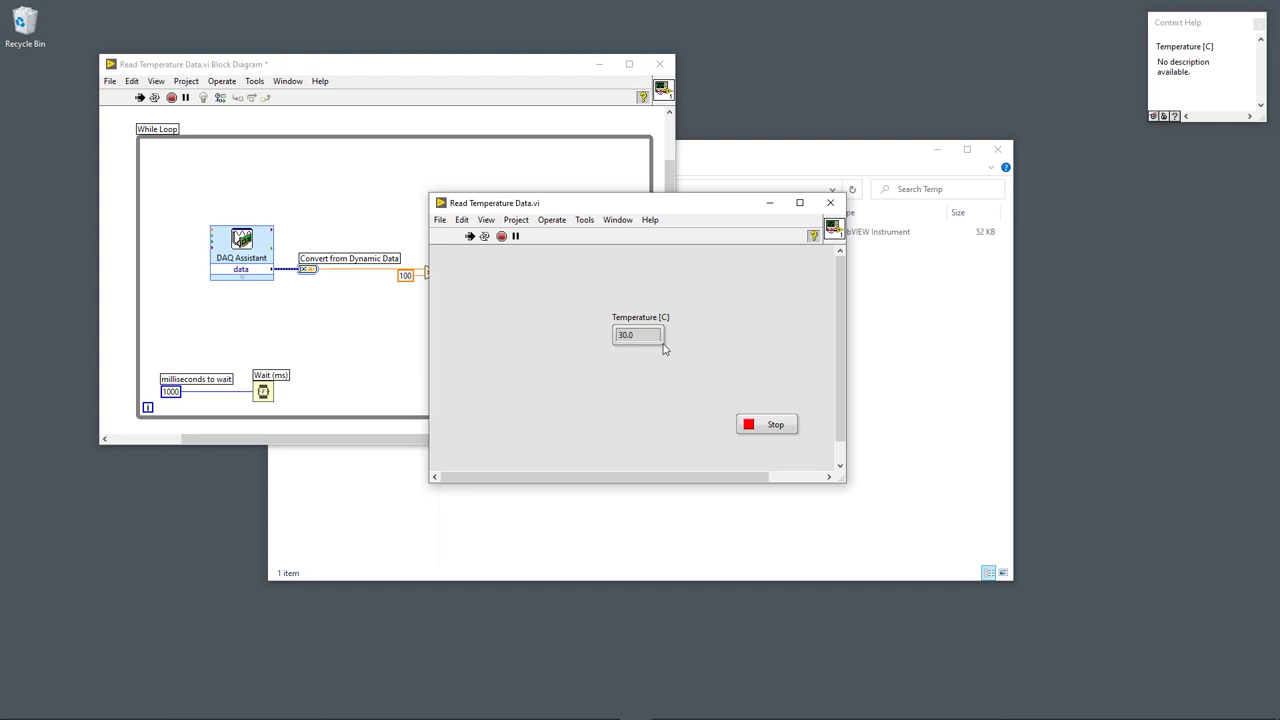 Recycle Bin
Read Temperature Data.vi Block Diagram *
File Edit View Project Operate Tools Window Help
While Loop
DAQ Assistant
data
Convert from Dynamic Data
100
milliseconds to wait
1000
Wait (ms)
i
1
Read Temperature Data.vi
File Edit View Project Operate Tools Window Help
1
Temperature [C]
30.0
Stop
Search Temp
Size
52 KB
1 item
Context Help
Temperature [C]
No description
available.